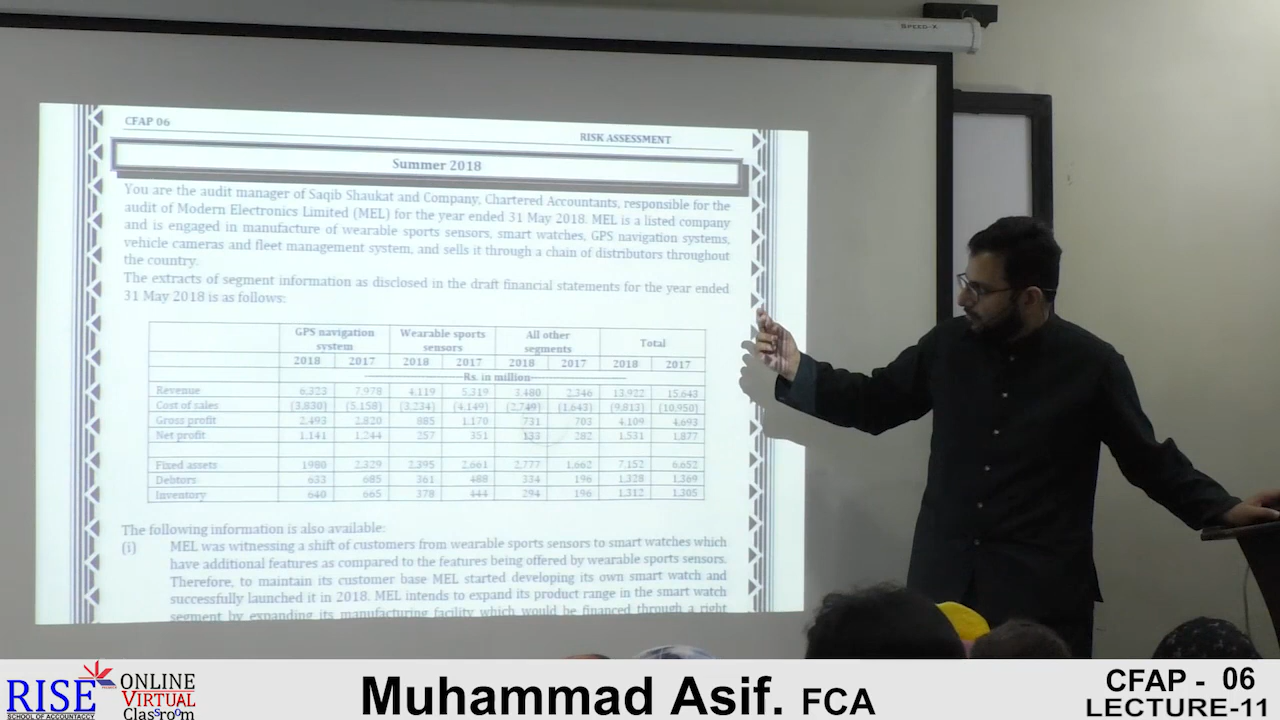 SPEED-X
CFAP 06
RISK ASSESSMENT
Summer 2018
You are the audit manager of Saqib Shaukat and Company, Chartered Accountants, responsible for the
audit of Modern Electronics Limited (MEL) for the year ended 31 May 2018. MEL is a listed company
and is engaged in manufacture of wearable sports sensors, smart watches, GPS navigation systems,
vehicle cameras and fleet management system, and sells it through a chain of distributors throughout
the country.
The extracts of segment information as disclosed in the draft financial statements for the year ended
31 May 2018 is as follows:
GPS navigation system Wearable sports sensors All other segments Total
2018 2017 2018 2017 2018 2017 2018 2017
Rs. in million
Revenue 6,323 7,978 4,119 5,319 3,480 2,346 13,922 15,643
Cost of sales (3,830) (5,158) (3,234) (4,149) (2,749) (1,643) (9,813) (10,950)
Gross profit 2,493 2,820 885 1,170 731 703 4,109 4,693
Net profit 1,141 1,244 257 351 133 282 1,531 1,877
Fixed assets 1980 2,329 2,395 2,661 2,777 1,662 7,152 6,652
Debtors 633 685 361 488 334 196 1,328 1,369
Inventory 640 665 378 444 294 196 1,312 1,305
The following information is also available:
(i) MEL was witnessing a shift of customers from wearable sports sensors to smart watches which
have additional features as compared to the features being offered by wearable sports sensors.
Therefore, to maintain its customer base MEL started developing its own smart watch and
successfully launched it in 2018. MEL intends to expand its product range in the smart watch
segment by expanding its manufacturing facility which would be financed through a right
RISE
SCHOOL OF ACCOUNTACY
ONLINE
VIRTUAL
Classroom
Muhammad Asif. FCA
CFAP - 06
LECTURE-11